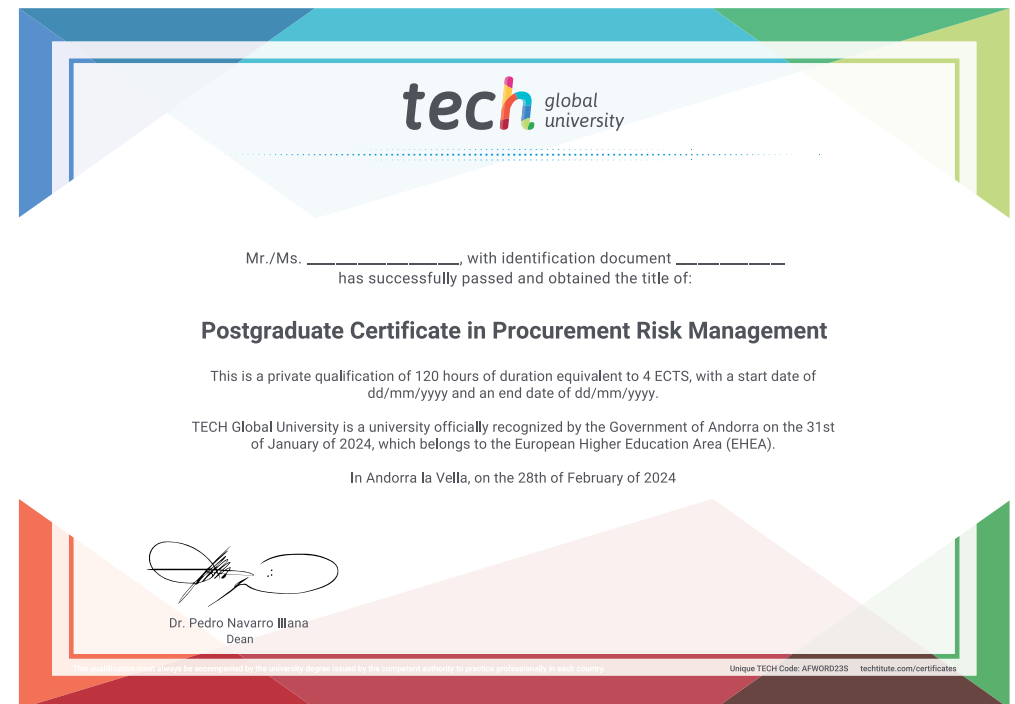 tech global
university
Mr./Ms. __________________, with identification document _____________
has successfully passed and obtained the title of:
Postgraduate Certificate in Procurement Risk Management
This is a private qualification of 120 hours of duration equivalent to 4 ECTS, with a start date of
dd/mm/yyyy and an end date of dd/mm/yyyy.
TECH Global University is a university officially recognized by the Government of Andorra on the 31st
of January of 2024, which belongs to the European Higher Education Area (EHEA).
In Andorra la Vella, on the 28th of February of 2024
Dr. Pedro Navarro Illana
Dean
This qualification must always be accompanied by the university degree issued by the competent authority to practice professionally in each country
Unique TECH Code: AFWORD23S techtitute.com/certificates